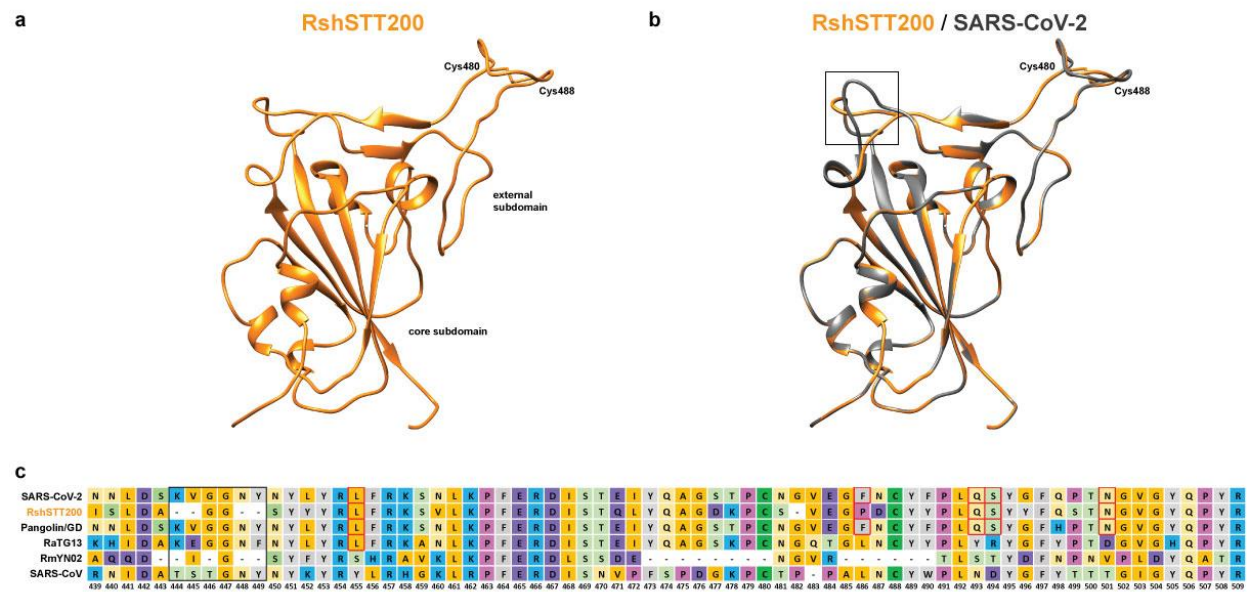 a
RshSTT200
Cys480
Cys488
external
subdomain
core subdomain
b
RshSTT200 / SARS-CoV-2
Cys480
Cys488
c
SARS-CoV-2 N N L D S K V G G N Y N Y L Y R L F R K S N L K P F E R D I S T E I Y Q A G S T P C N G V E G F N C Y F P L Q S Y G F Q P T N G V G Y Q P Y R
RshSTT200 I S L D A - - G G - - S Y Y Y R L F R K S N L K P F E R D I S T Q L Y Q A G D K P C S - V E G P D C Y Y P L Q S Y G F Q S T N G V G Y Q P Y R
Pangolin/GD N N L D S K V G G N Y N Y L Y R L F R K S N L K P F E R D I S T E I Y Q A G S T P C N G V E G F N C Y F P L Q S Y G F H P T N G V G Y Q P Y R
RaTG13 K H I D A K E G G N F N Y L Y R L F R K A N L K P F E R D I S T E I Y Q A G S K P C N G Q T G L N C Y Y P L Y R Y G F Y P T D G V G H Q P Y R
RmYN02 A Q Q D - - - I G - - S Y F Y R S H R A V K L K P F E R D L S S D E - - - - - - - - N G V R - - - - - - - T L S T Y D F N P N V P L D Y Q A T R
SARS-CoV R N I D A T S T G N Y N Y K Y R Y L R H G K L R P F E R D I S N V P F S P D G K P C T P - P A L N C Y W P L N D Y G F Y T T T G I G Y Q P Y R
439 440 441 442 443 444 445 446 447 448 449 450 451 452 453 454 455 456 457 458 459 460 461 462 463 464 465 466 467 468 469 470 471 472 473 474 475 476 477 478 479 480 481 482 483 484 485 486 487 488 489 490 491 492 493 494 495 496 497 498 499 500 501 502 503 504 505 506 507 508 509